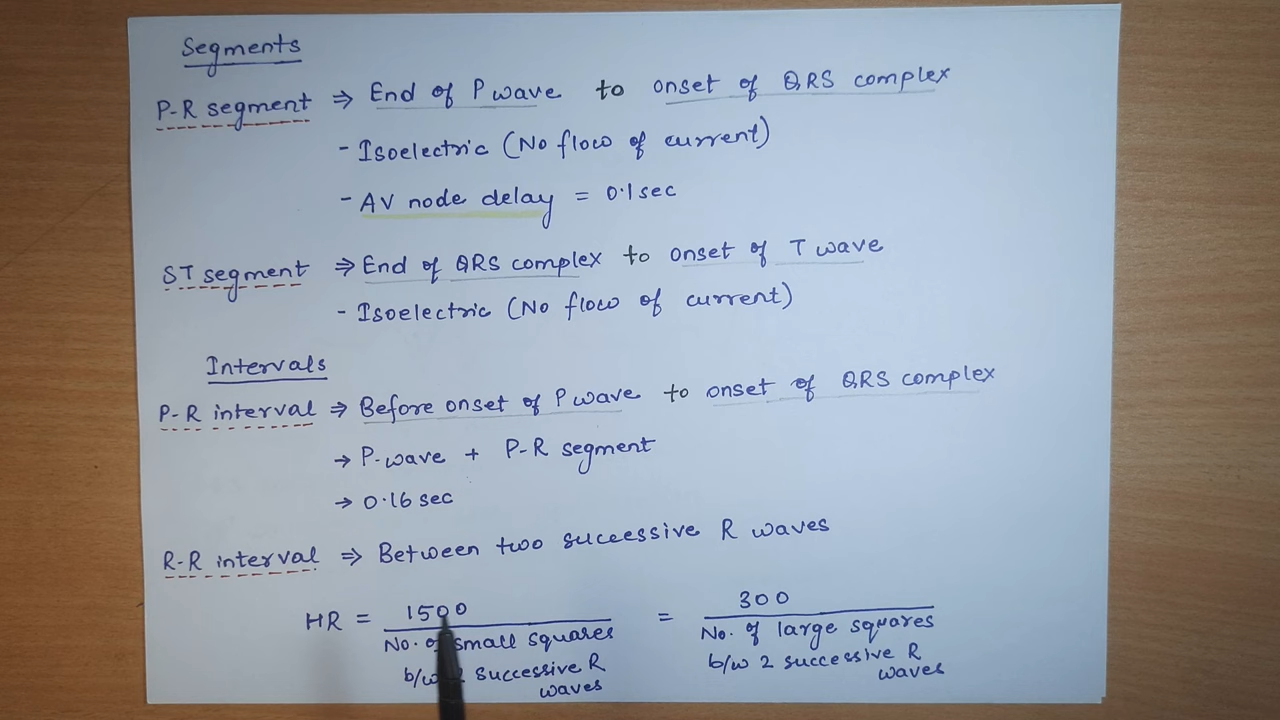 Segments
P-R segment ⇒ End of P wave to onset of QRS complex
- Isoelectric (No flow of current)
- AV node delay = 0.1 sec
ST segment ⇒ End of QRS complex to onset of T wave
- Isoelectric (No flow of current)
Intervals
P-R interval ⇒ Before onset of P wave to onset of QRS complex
→ P-wave + P-R segment
→ 0.16 sec
R-R interval ⇒ Between two successive R waves
HR = 1500 = 300
No. of small squares No. of large squares
b/w 2 successive R b/w 2 successive R
waves waves